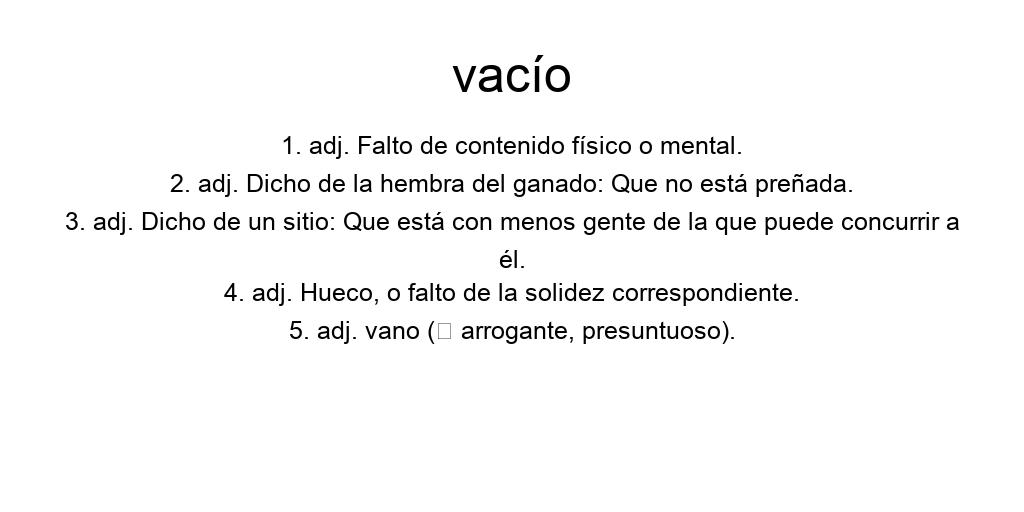 vacío
1. adj. Falto de contenido físico o mental.
2. adj. Dicho de la hembra del ganado: Que no está preñada.
3. adj. Dicho de un sitio: Que está con menos gente de la que puede concurrir a
él.
4. adj. Hueco, o falto de la solidez correspondiente.
5. adj. vano (□ arrogante, presuntuoso).